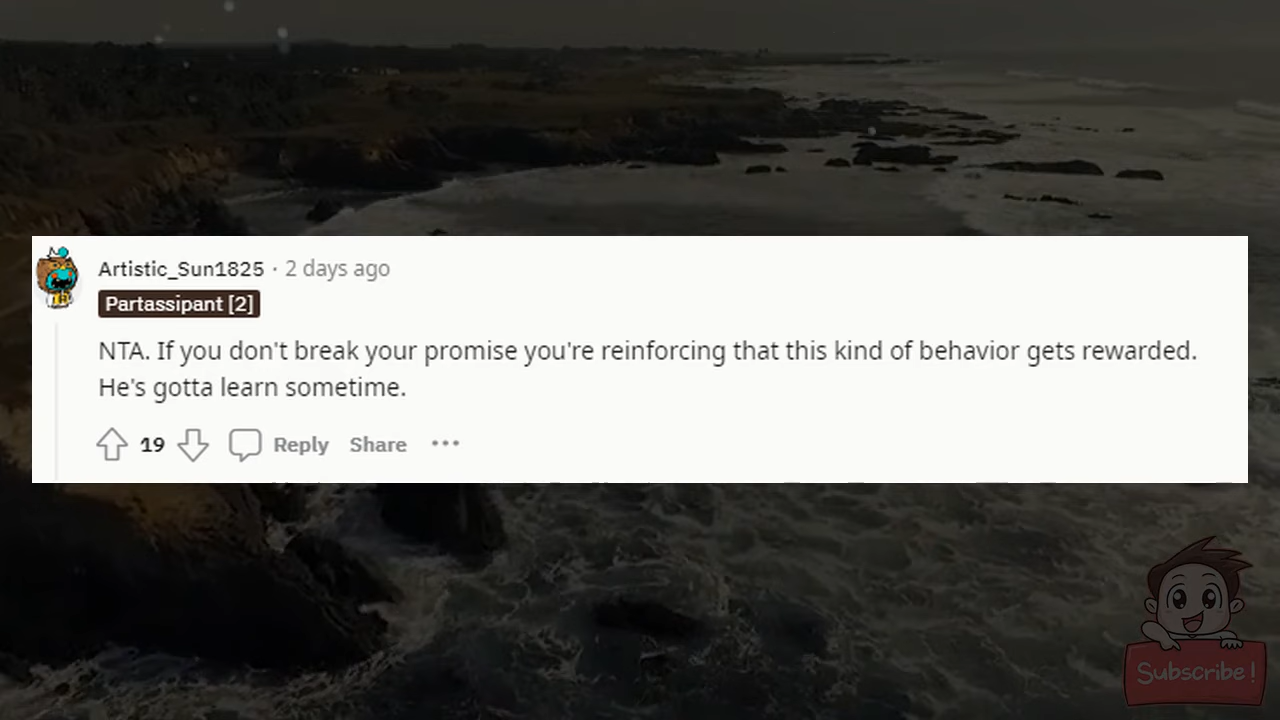 Artistic_Sun1825 · 2 days ago
Partassipant [2]
NTA. If you don't break your promise you're reinforcing that this kind of behavior gets rewarded.
He's gotta learn sometime.
19 Reply Share •••
Subscribe!